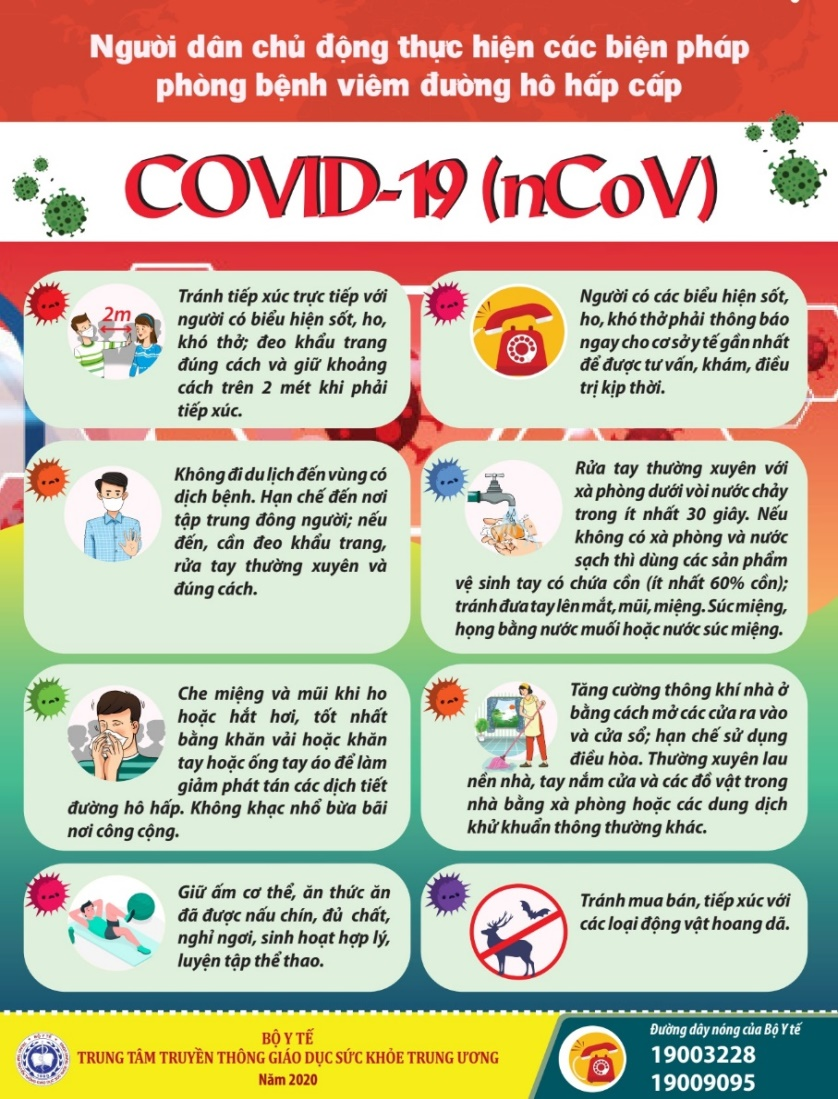 Người dân chủ động thực hiện các biện pháp
phòng bệnh viêm đường hô hấp cấp
COVID-19 (nCoV)
2m
Tránh tiếp xúc trực tiếp với
người có biểu hiện sốt, ho,
khó thở; đeo khẩu trang
đúng cách và giữ khoảng
cách trên 2 mét khi phải
tiếp xúc.
Người có các biểu hiện sốt,
ho, khó thở phải thông báo
ngay cho cơ sở y tế gần nhất
để được tư vấn, khám, điều
trị kịp thời.
Không đi du lịch đến vùng có
dịch bệnh. Hạn chế đến nơi
tập trung đông người; nếu
đến, cần đeo khẩu trang,
rửa tay thường xuyên và
đúng cách.
Rửa tay thường xuyên với
xà phòng dưới vòi nước chảy
trong ít nhất 30 giây. Nếu
không có xà phòng và nước
sạch thì dùng các sản phẩm
vệ sinh tay có chứa cồn (ít nhất 60% cồn);
tránh đưa tay lên mắt, mũi, miệng. Súc miệng,
họng bằng nước muối hoặc nước súc miệng.
Che miệng và mũi khi ho
hoặc hắt hơi, tốt nhất
bằng khăn vải hoặc khăn
tay hoặc ống tay áo để làm
giảm phát tán các dịch tiết
đường hô hấp. Không khạc nhổ bừa bãi
nơi công cộng.
Tăng cường thông khí nhà ở
bằng cách mở các cửa ra vào
và cửa sổ; hạn chế sử dụng
điều hòa. Thường xuyên lau
nền nhà, tay nắm cửa và các đồ vật trong
nhà bằng xà phòng hoặc các dung dịch
khử khuẩn thông thường khác.
Giữ ấm cơ thể, ăn thức ăn
đã được nấu chín, đủ chất,
nghỉ ngơi, sinh hoạt hợp lý,
luyện tập thể thao.
Tránh mua bán, tiếp xúc với
các loại động vật hoang dã.
BỘ Y TẾ
TRUNG TÂM TRUYỀN THÔNG GIÁO DỤC SỨC KHỎE TRUNG ƯƠNG
Năm 2020
Đường dây nóng của Bộ Y tế
19003228
19009095